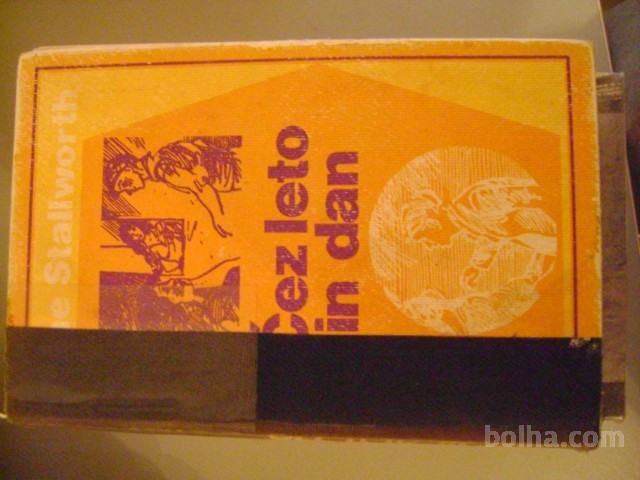 e Stallworth
Čez leto
in dan
bolha.com